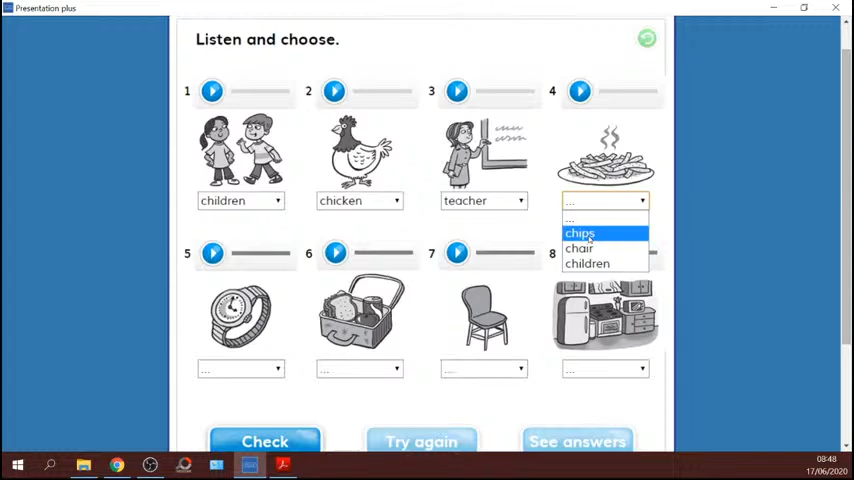 Presentation plus
Listen and choose.
1 2 3 4
children chicken teacher ...
...
chips
chair
children
5 6 7 8
... ... ... ...
Check Try again See answers
08:48
17/06/2020